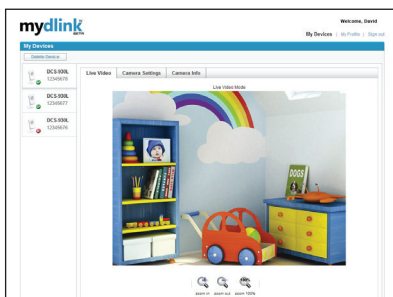 mydlink
BETA
Welcome, David
My Devices | My Profile | Sign out
My Devices
Delete Device
DCS-930L
12345678
DCS-930L
12345677
DCS-930L
12345676
Live Video
Camera Settings
Camera Info
Live Video Mode
DOGS
zoom in
zoom out
100%
zoom 100%